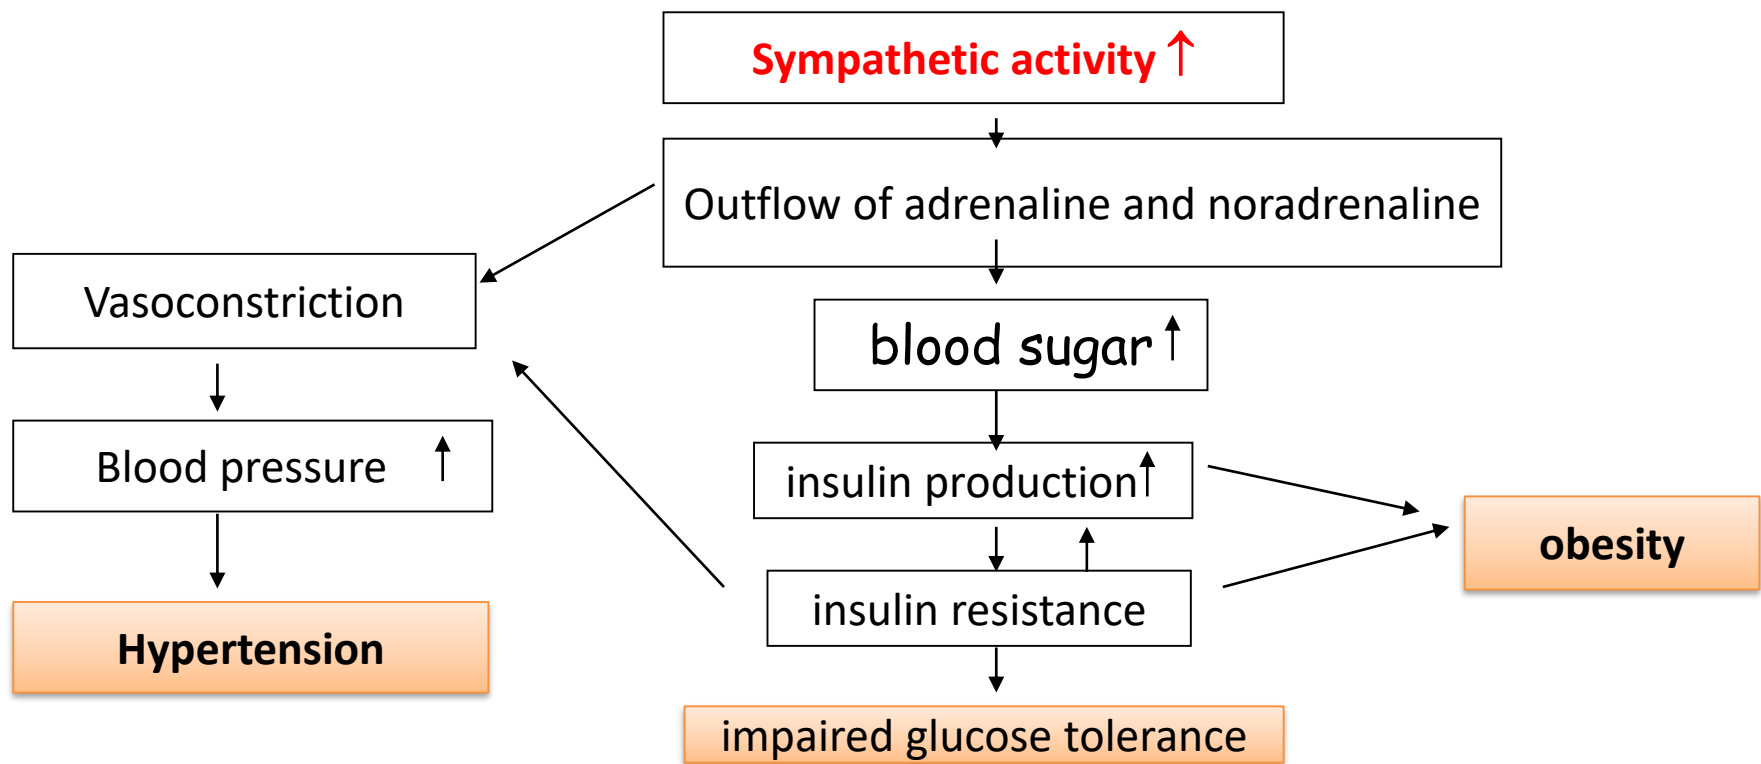 Sympathetic activity ↑
Outflow of adrenaline and noradrenaline
Vasoconstriction
blood sugar ↑
Blood pressure ↑
insulin production ↑
obesity
insulin resistance
Hypertension
impaired glucose tolerance